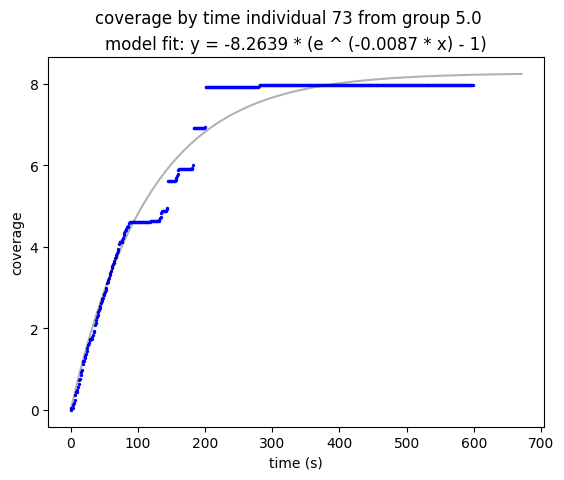 coverage by time individual 73 from group 5.0
model fit: y = -8.2639 * (e ^ (-0.0087 * x) - 1)
8
6
4
2
0
coverage
0 100 200 300 400 500 600 700
time (s)